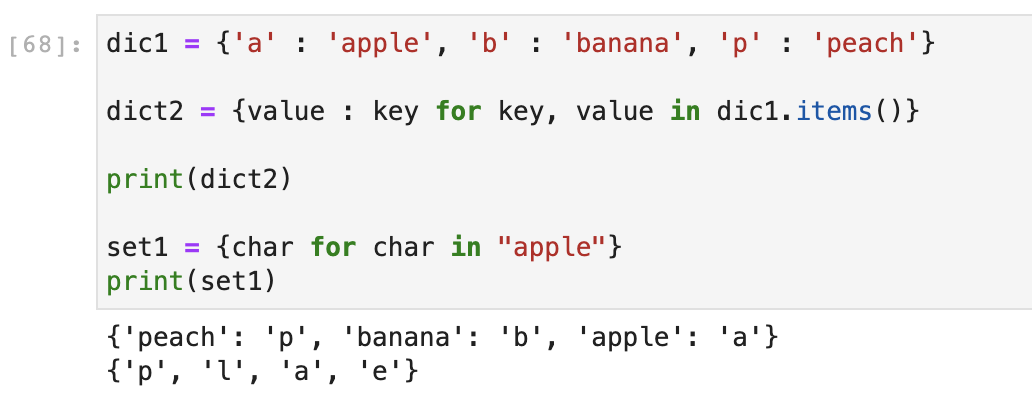 [68]: dic1 = {'a' : 'apple', 'b' : 'banana', 'p' : 'peach'}
dict2 = {value : key for key, value in dic1.items()}
print(dict2)
set1 = {char for char in "apple"}
print(set1)
{'peach': 'p', 'banana': 'b', 'apple': 'a'}
{'p', 'l', 'a', 'e'}